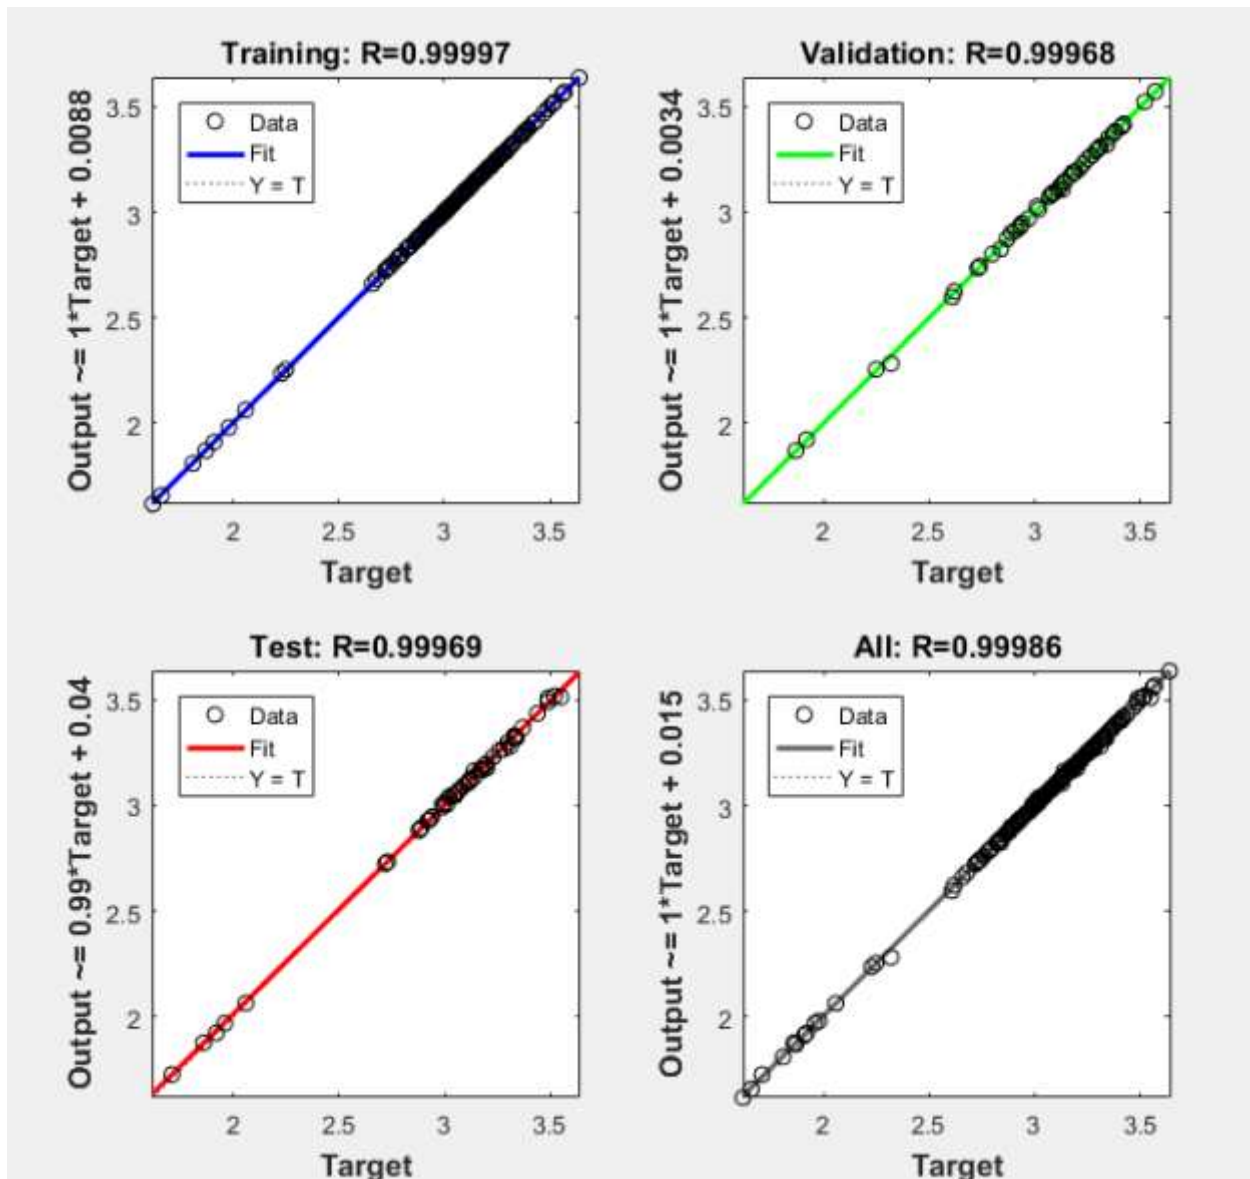 Training: R=0.99997
Output ~= 1*Target + 0.0088
3.5
3
2.5
2
Data
Fit
Y = T
2
2.5
3
3.5
Target
Validation: R=0.99968
Output ~= 1*Target + 0.0034
3.5
3
2.5
2
Data
Fit
Y = T
2
2.5
3
3.5
Target
Test: R=0.99969
Output ~= 0.99*Target + 0.04
3.5
3
2.5
2
Data
Fit
Y = T
2
2.5
3
3.5
Target
All: R=0.99986
Output ~= 1*Target + 0.015
3.5
3
2.5
2
Data
Fit
Y = T
2
2.5
3
3.5
Target